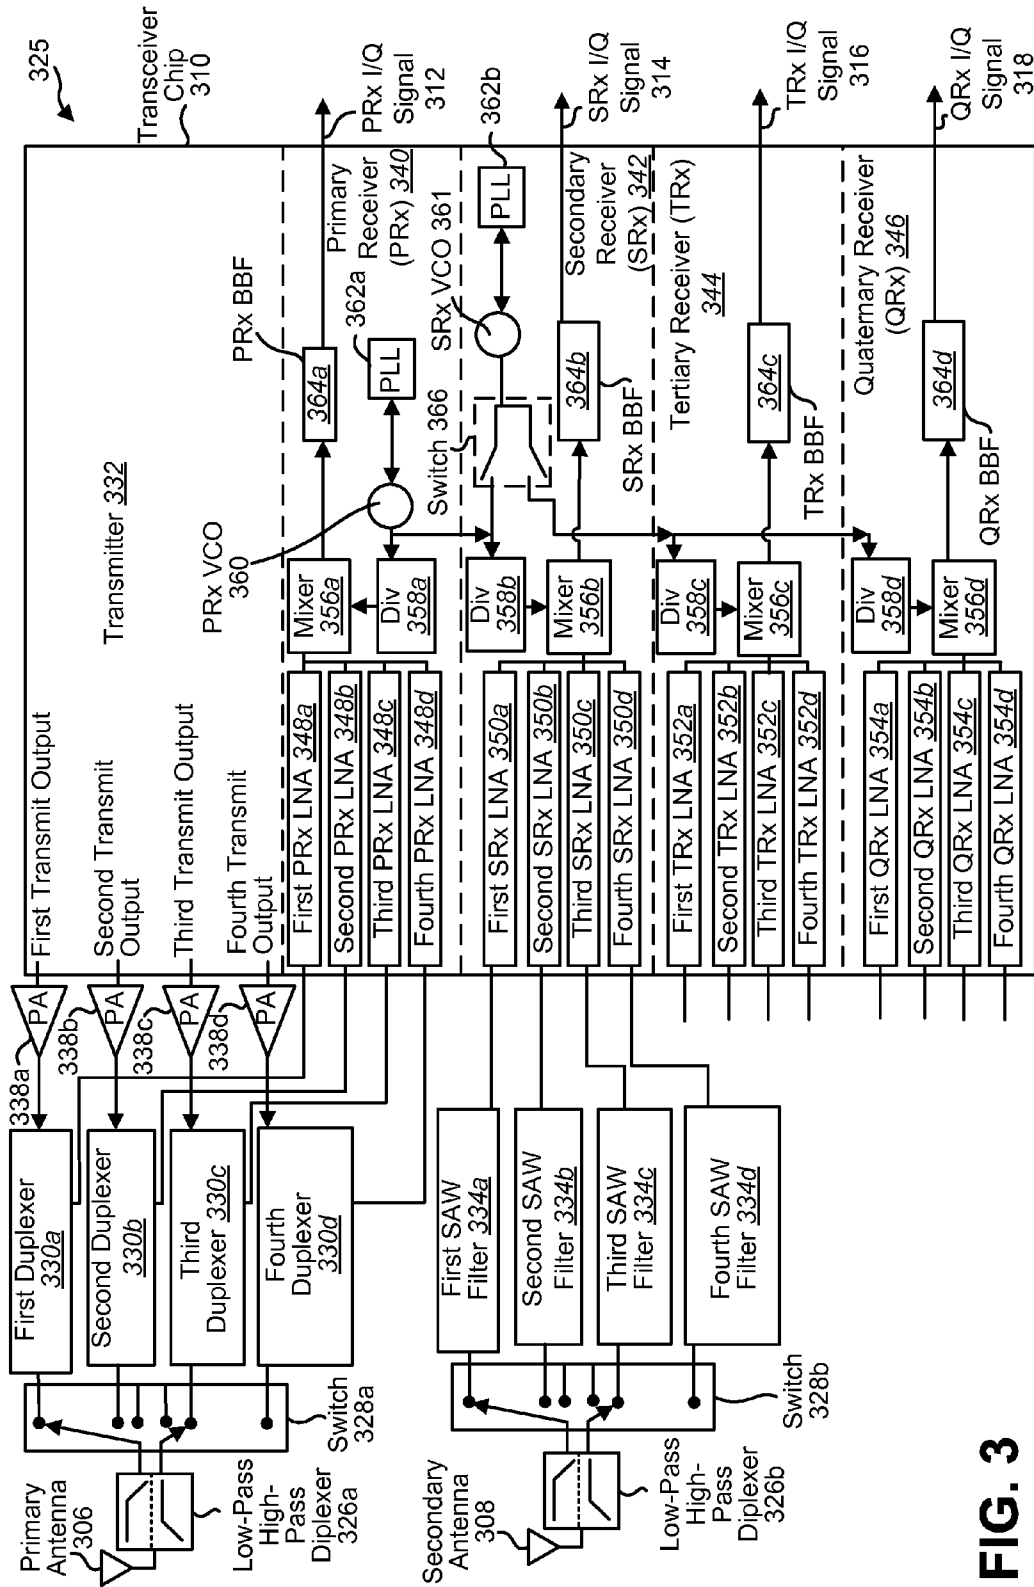 325
Transceiver
Chip
310
Transmitter 332
First Transmit Output
Second Transmit
Output
Third Transmit Output
Fourth Transmit
Output
PA
PA
PA
PA
338a
338b
338c
338d
First Duplexer
330a
Second Duplexer
330b
Third
Duplexer 330c
Fourth
Duplexer
330d
Switch
328a
Primary
Antenna
306
Low-Pass
High-
Pass
Diplexer
326a
PRx I/Q
Signal
312
Primary
Receiver
(PRx) 340
PRx BBF
364a
362a
PLL
PRx VCO
360
Mixer
356a
Div
358a
First PRx LNA 348a
Second PRx LNA 348b
Third PRx LNA 348c
Fourth PRx LNA 348d
SRx I/Q
Signal
314
362b
PLL
SRx VCO 361
Secondary
Receiver
(SRx) 342
Switch 366
364b
SRx BBF
Div
358b
Mixer
356b
First SRx LNA 350a
Second SRx LNA 350b
Third SRx LNA 350c
Fourth SRx LNA 350d
First SAW
Filter 334a
Second SAW
Filter 334b
Third SAW
Filter 334c
Fourth SAW
Filter 334d
Switch
328b
Secondary
Antenna
308
Low-Pass
High-
Pass
Diplexer
326b
TRx I/Q
Signal
316
Tertiary Receiver (TRx)
344
364c
TRx BBF
Div
358c
Mixer
356c
First TRx LNA 352a
Second TRx LNA 352b
Third TRx LNA 352c
Fourth TRx LNA 352d
QRx I/Q
Signal
318
Quaternary Receiver
(QRx) 346
364d
QRx BBF
Div
358d
Mixer
356d
First QRx LNA 354a
Second QRx LNA 354b
Third QRx LNA 354c
Fourth QRx LNA 354d
FIG. 3